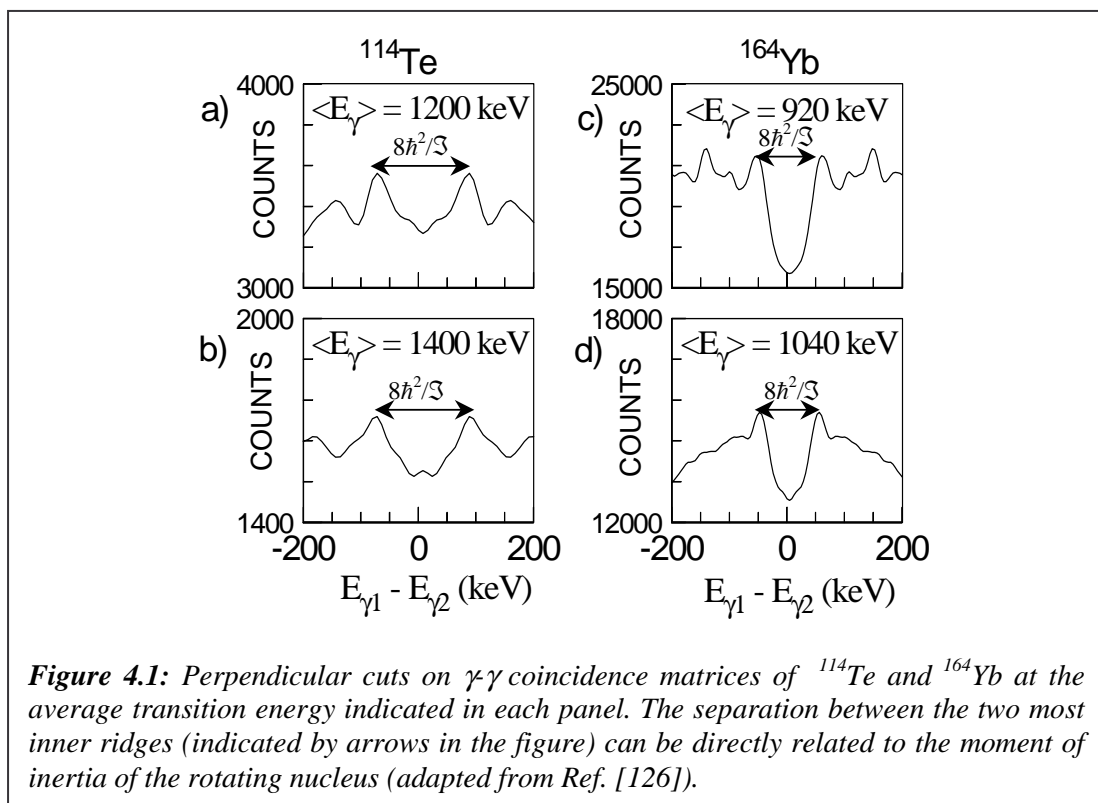 ¹¹⁴Te
¹⁶⁴Yb
a)
4000
<Eγ> = 1200 keV
8ħ²/ℑ
COUNTS
3000
c)
25000
<Eγ> = 920 keV
8ħ²/ℑ
COUNTS
15000
b)
2000
<Eγ> = 1400 keV
8ħ²/ℑ
COUNTS
1400
-200 0 200
Eγ1 - Eγ2 (keV)
d)
18000
<Eγ> = 1040 keV
8ħ²/ℑ
COUNTS
12000
-200 0 200
Eγ1 - Eγ2 (keV)
Figure 4.1: Perpendicular cuts on γ-γ coincidence matrices of ¹¹⁴Te and ¹⁶⁴Yb at the
average transition energy indicated in each panel. The separation between the two most
inner ridges (indicated by arrows in the figure) can be directly related to the moment of
inertia of the rotating nucleus (adapted from Ref. [126]).